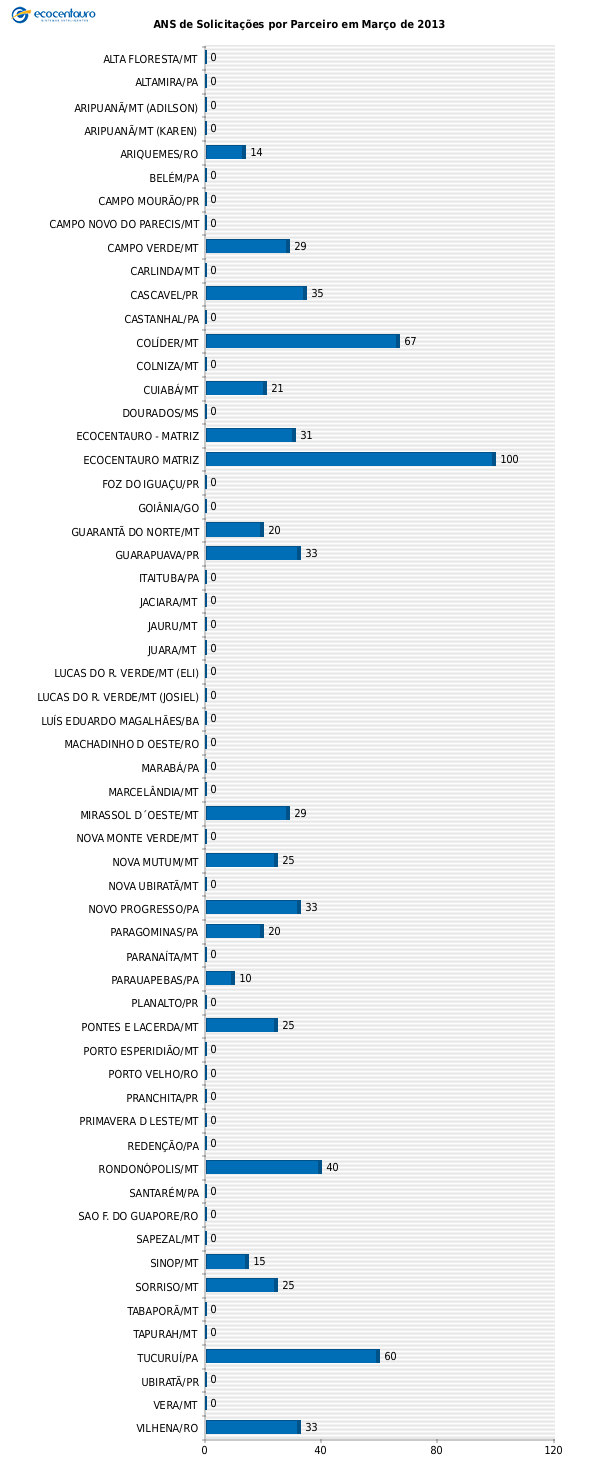 ecocentauro
ANS de Solicitações por Parceiro em Março de 2013
ALTA FLORESTA/MT 0
ALTAMIRA/PA 0
ARIPUANÃ/MT (ADILSON) 0
ARIPUANÃ/MT (KAREN) 0
ARIQUEMES/RO 14
BELÉM/PA 0
CAMPO MOURÃO/PR 0
CAMPO NOVO DO PARECIS/MT 0
CAMPO VERDE/MT 29
CARLINDA/MT 0
CASCAVEL/PR 35
CASTANHAL/PA 0
COLÍDER/MT 67
COLNIZA/MT 0
CUIABÁ/MT 21
DOURADOS/MS 0
ECOCENTAURO - MATRIZ 31
ECOCENTAURO MATRIZ 100
FOZ DO IGUAÇU/PR 0
GOIÂNIA/GO 0
GUARANTÃ DO NORTE/MT 20
GUARAPUAVA/PR 33
ITAITUBA/PA 0
JACIARA/MT 0
JAURU/MT 0
JUARA/MT 0
LUCAS DO R. VERDE/MT (ELI) 0
LUCAS DO R. VERDE/MT (JOSIEL) 0
LUÍS EDUARDO MAGALHÃES/BA 0
MACHADINHO D OESTE/RO 0
MARABÁ/PA 0
MARCELÂNDIA/MT 0
MIRASSOL D´OESTE/MT 29
NOVA MONTE VERDE/MT 0
NOVA MUTUM/MT 25
NOVA UBIRATÃ/MT 0
NOVO PROGRESSO/PA 33
PARAGOMINAS/PA 20
PARANAÍTA/MT 0
PARAUAPEBAS/PA 10
PLANALTO/PR 0
PONTES E LACERDA/MT 25
PORTO ESPERIDIÃO/MT 0
PORTO VELHO/RO 0
PRANCHITA/PR 0
PRIMAVERA D LESTE/MT 0
REDENÇÃO/PA 0
RONDONÓPOLIS/MT 40
SANTARÉM/PA 0
SAO F. DO GUAPORE/RO 0
SAPEZAL/MT 0
SINOP/MT 15
SORRISO/MT 25
TABAPORÃ/MT 0
TAPURAH/MT 0
TUCURUÍ/PA 60
UBIRATÃ/PR 0
VERA/MT 0
VILHENA/RO 33
0 40 80 120